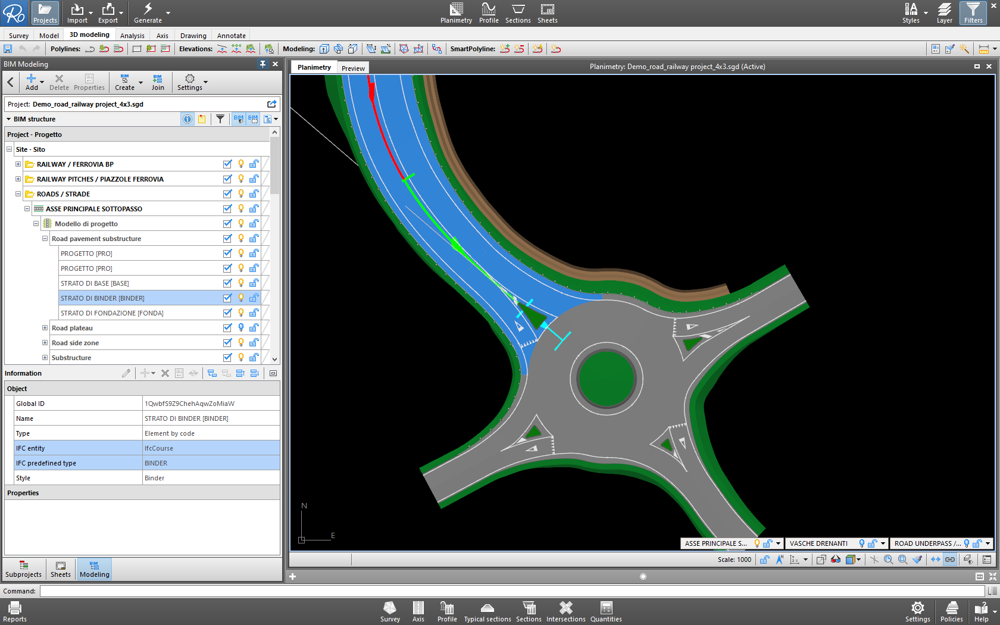 Ro
Projects
Import
Export
Generate
Planimetry
Profile
Sections
Sheets
Styles
Layer
Filters
Survey
Model
3D modeling
Analysis
Axis
Drawing
Annotate
Polylines:
Elevations:
Modeling:
SmartPolyline:
BIM Modeling
Add
Delete
Properties
BIM
Create
BIM
Join
Settings
Project: Demo_road_railway project_4x3.sgd
BIM structure
BIM
BIM
Project - Progetto
Site - Sito
RAILWAY / FERROVIA BP
RAILWAY PITCHES / PIAZZOLE FERROVIA
ROADS / STRADE
ASSE PRINCIPALE SOTTOPASSO
Modello di progetto
Road pavement substructure
PROGETTO [PRO]
PROGETTO [PRO]
STRATO DI BASE [BASE]
STRATO DI BINDER [BINDER]
STRATO DI FONDAZIONE [FONDA]
Road plateau
Road side zone
Substructure
Information
Object
Global ID 1QwbfS9Z9ChehAqwZoMiaW
Name STRATO DI BINDER [BINDER]
Type Element by code
IFC entity IfcCourse
IFC predefined type BINDER
Style Binder
Properties
Subprojects
Sheets
BIM
Modeling
Planimetry
Preview
Planimetry: Demo_road_railway project_4x3.sgd (Active)
N
E
ASSE PRINCIPALE S...
VASCHE DRENANTI
ROAD UNDERPASS /...
Scale: 1000
Command:
Reports
Survey
Axis
Profile
Typical sections
Sections
Intersections
Quantities
Settings
Policies
Help